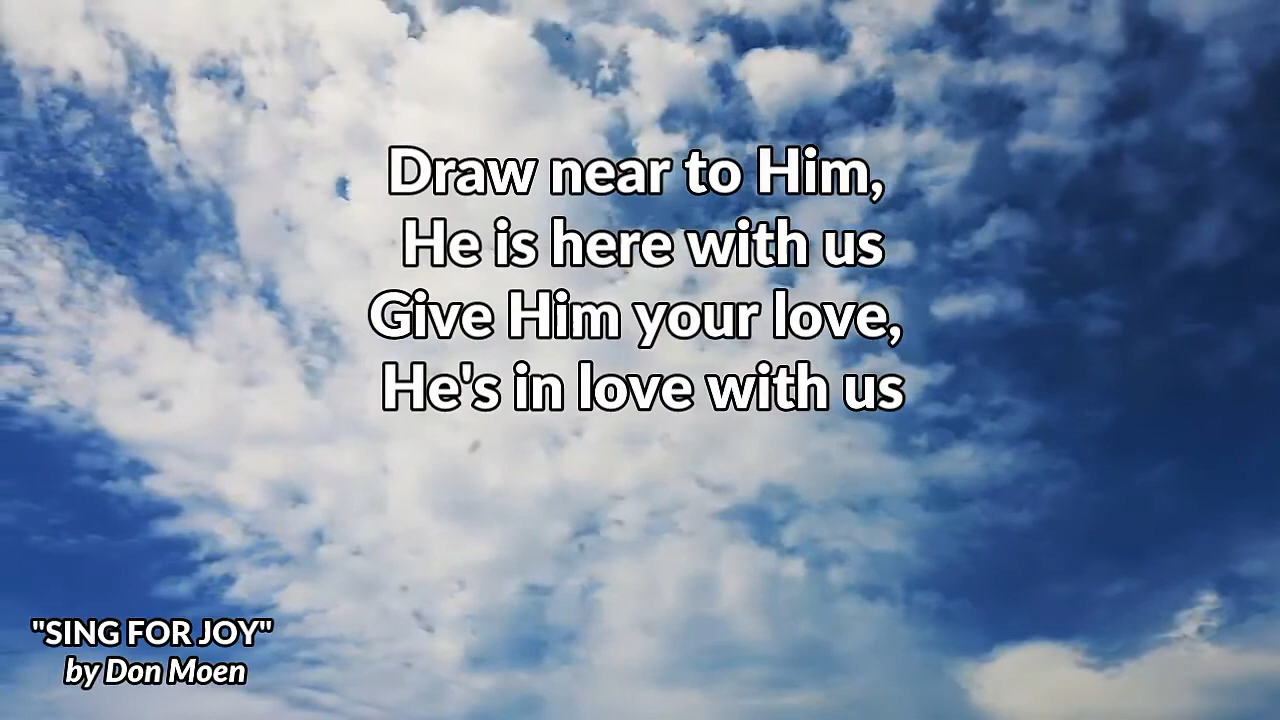 Draw near to Him,
He is here with us
Give Him your love,
He's in love with us
"SING FOR JOY"
by Don Moen